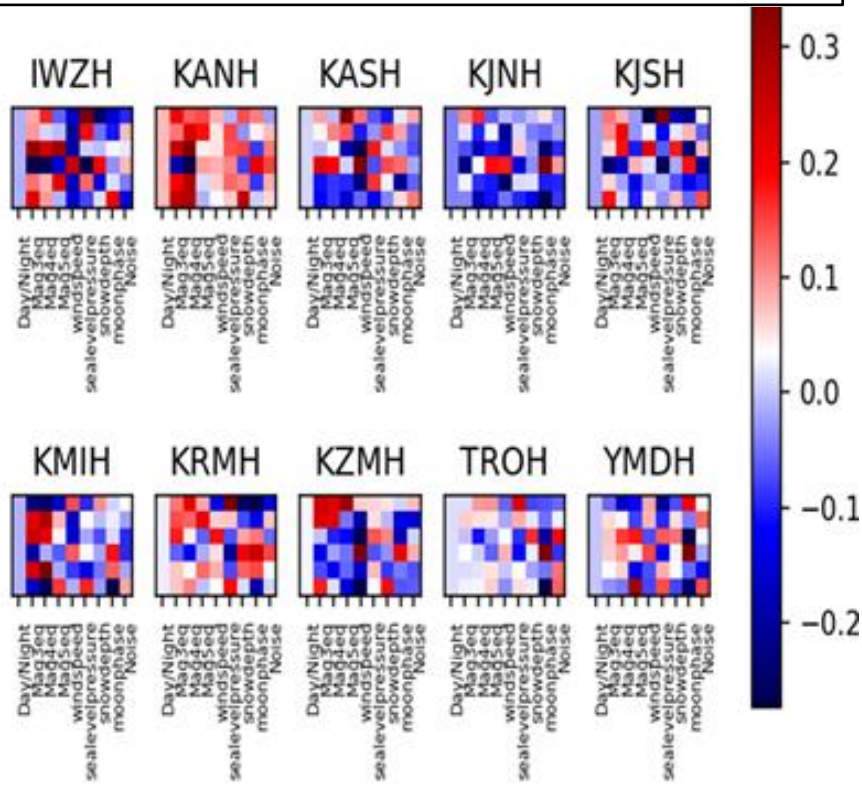 IWZH KANH KASH KJNH KJSH
Day/Night Mag3eq Mag4eq Mag5eq windspeed sealevelpressure snowdepth moonphase Noise
Day/Night Mag3eq Mag4eq Mag5eq windspeed sealevelpressure snowdepth moonphase Noise
Day/Night Mag3eq Mag4eq Mag5eq windspeed sealevelpressure snowdepth moonphase Noise
Day/Night Mag3eq Mag4eq Mag5eq windspeed sealevelpressure snowdepth moonphase Noise
Day/Night Mag3eq Mag4eq Mag5eq windspeed sealevelpressure snowdepth moonphase Noise
KMIH KRMH KZMH TROH YMDH
Day/Night Mag3eq Mag4eq Mag5eq windspeed sealevelpressure snowdepth moonphase Noise
Day/Night Mag3eq Mag4eq Mag5eq windspeed sealevelpressure snowdepth moonphase Noise
Day/Night Mag3eq Mag4eq Mag5eq windspeed sealevelpressure snowdepth moonphase Noise
Day/Night Mag3eq Mag4eq Mag5eq windspeed sealevelpressure snowdepth moonphase Noise
Day/Night Mag3eq Mag4eq Mag5eq windspeed sealevelpressure snowdepth moonphase Noise
0.3
0.2
0.1
0.0
−0.1
−0.2